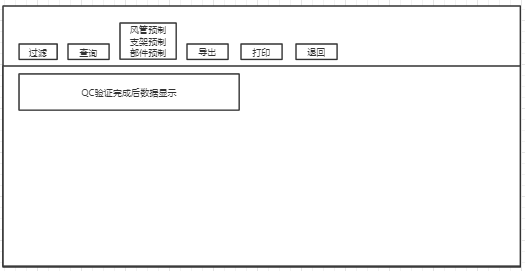 过滤
查询
风管预制
支架预制
部件预制
导出
打印
退回
QC验证完成后数据显示